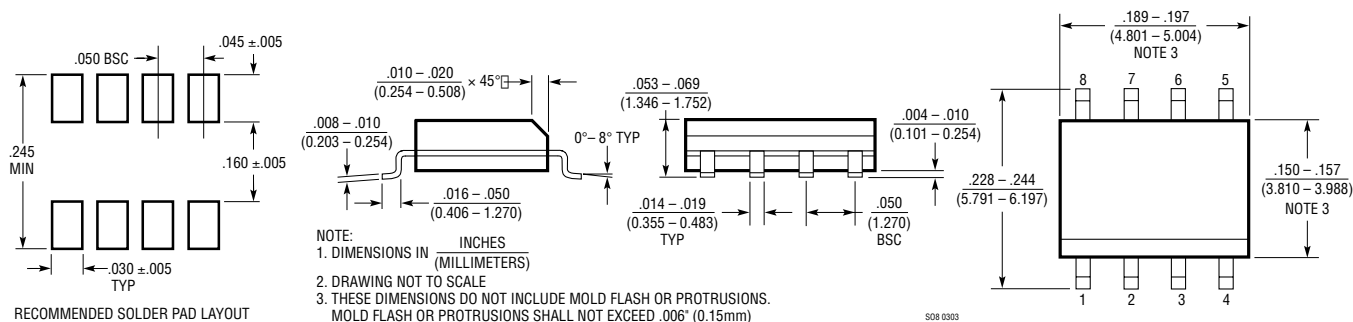 .050 BSC
.045 ±.005
.245
MIN
.160 ±.005
.030 ±.005
TYP
RECOMMENDED SOLDER PAD LAYOUT
.010 – .020
(0.254 – 0.508)
× 45°
.008 – .010
(0.203 – 0.254)
0°– 8° TYP
.016 – .050
(0.406 – 1.270)
.053 – .069
(1.346 – 1.752)
.004 – .010
(0.101 – 0.254)
.014 – .019
(0.355 – 0.483)
TYP
.050
(1.270)
BSC
NOTE:
1. DIMENSIONS IN INCHES
(MILLIMETERS)
2. DRAWING NOT TO SCALE
3. THESE DIMENSIONS DO NOT INCLUDE MOLD FLASH OR PROTRUSIONS.
MOLD FLASH OR PROTRUSIONS SHALL NOT EXCEED .006" (0.15mm)
.189 – .197
(4.801 – 5.004)
NOTE 3
8 7 6 5
.228 – .244
(5.791 – 6.197)
.150 – .157
(3.810 – 3.988)
NOTE 3
1 2 3 4
SO8 0303